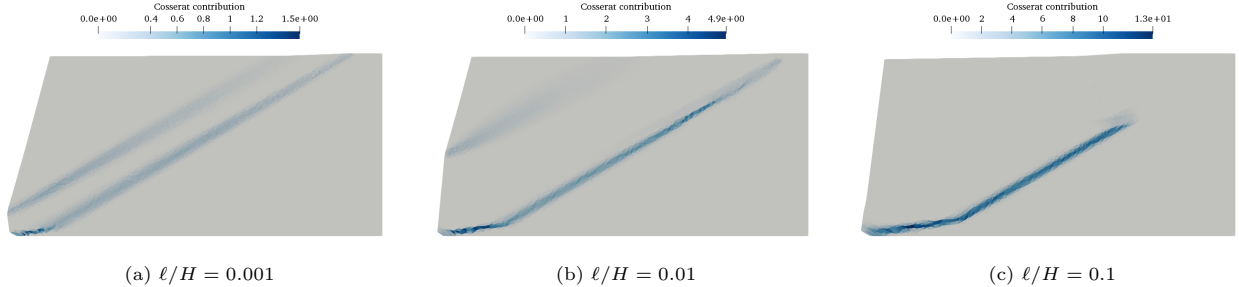 Cosserat contribution
0.0e+00 0.4 0.6 0.8 1 1.2 1.5e+00
(a) ℓ/H = 0.001
Cosserat contribution
0.0e+00 1 2 3 4 4.9e+00
(b) ℓ/H = 0.01
Cosserat contribution
0.0e+00 2 4 6 8 10 1.3e+01
(c) ℓ/H = 0.1